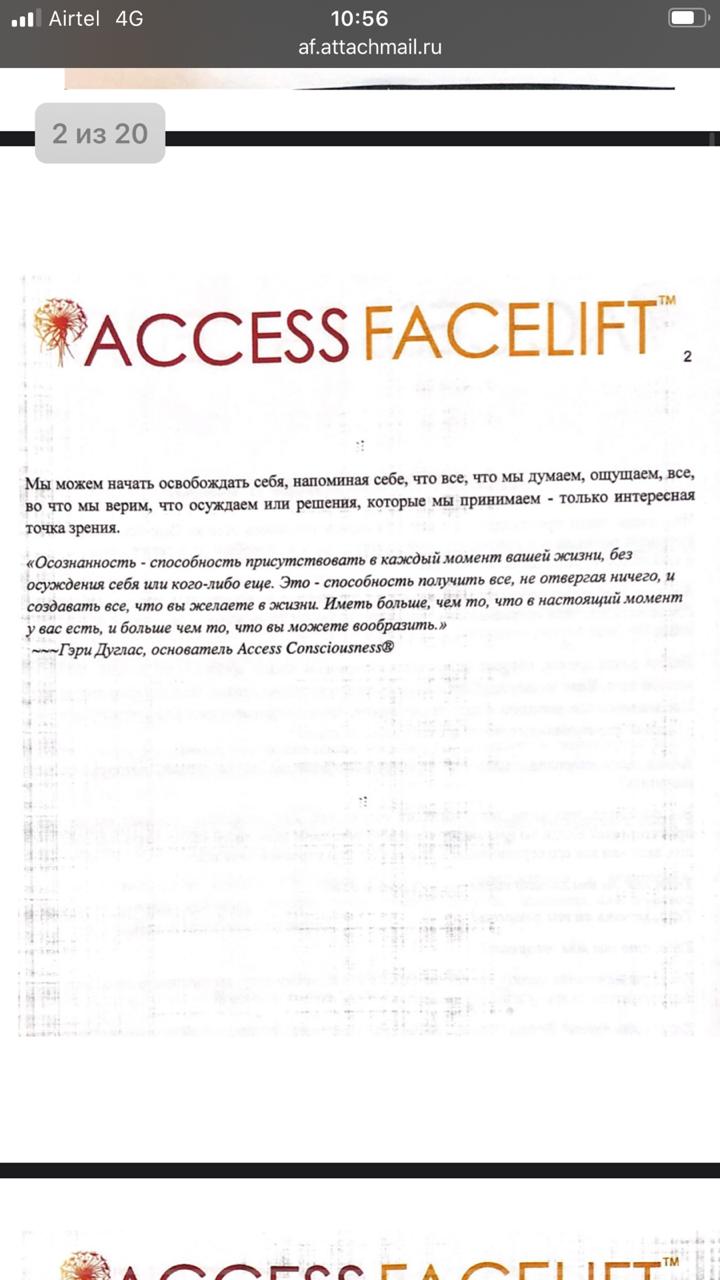 Airtel 4G 10:56
af.attachmail.ru
2 из 20
ACCESS FACELIFT™
2
Мы можем начать освобождать себя, напоминая себе, что все, что мы думаем, ощущаем, все,
во что мы верим, что осуждаем или решения, которые мы принимаем - только интересная
точка зрения.
«Осознанность - способность присутствовать в каждый момент вашей жизни, без
осуждения себя или кого-либо еще. Это - способность получить все, не отвергая ничего, и
создавать все, что вы желаете в жизни. Иметь больше, чем то, что в настоящий момент
у вас есть, и больше чем то, что вы можете вообразить.»
~~~Гэри Дуглас, основатель Access Consciousness®
ACCESS FACELIFT™